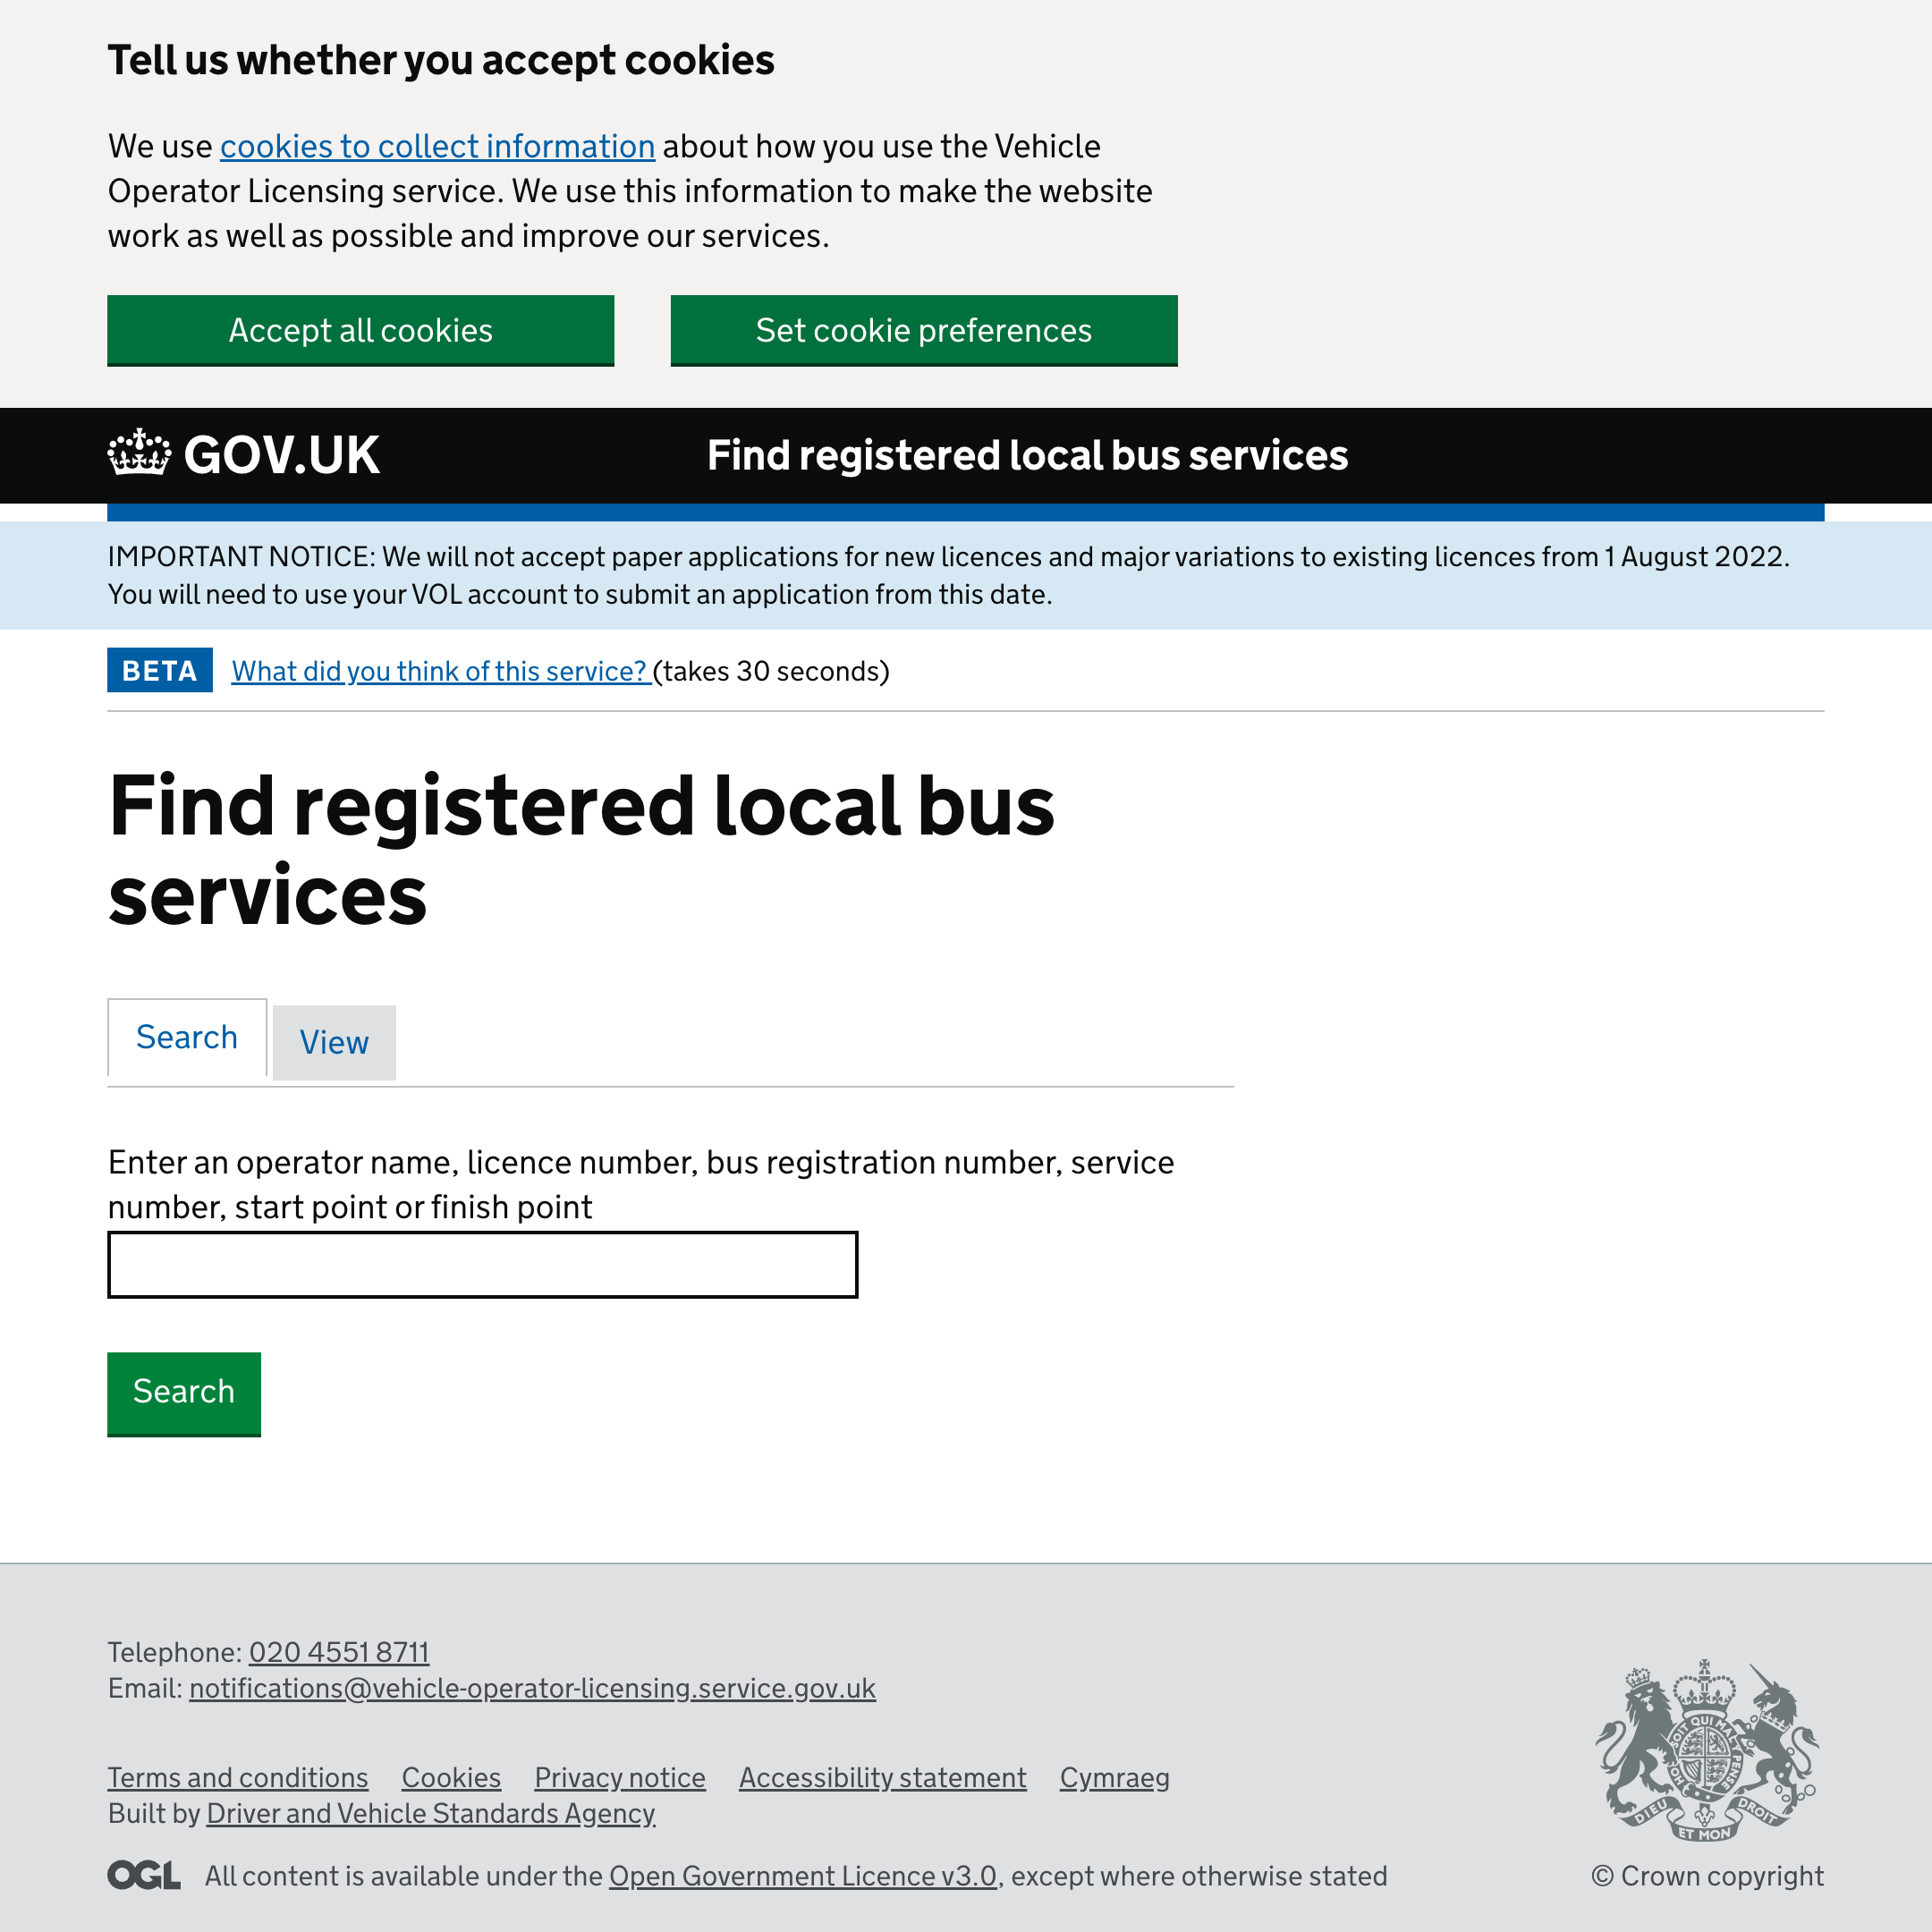 Tell us whether you accept cookies
We use cookies to collect information about how you use the Vehicle
Operator Licensing service. We use this information to make the website
work as well as possible and improve our services.
Accept all cookies
Set cookie preferences
GOV.UK
Find registered local bus services
IMPORTANT NOTICE: We will not accept paper applications for new licences and major variations to existing licences from 1 August 2022.
You will need to use your VOL account to submit an application from this date.
BETA What did you think of this service? (takes 30 seconds)
Find registered local bus
services
Search
View
Enter an operator name, licence number, bus registration number, service
number, start point or finish point
Search
Telephone: 020 4551 8711
Email: notifications@vehicle-operator-licensing.service.gov.uk
Terms and conditions Cookies Privacy notice Accessibility statement Cymraeg
Built by Driver and Vehicle Standards Agency
OGL All content is available under the Open Government Licence v3.0, except where otherwise stated
SOIT QUI MAL
PENSE
HON
DIEU
ET MON
DROIT
© Crown copyright